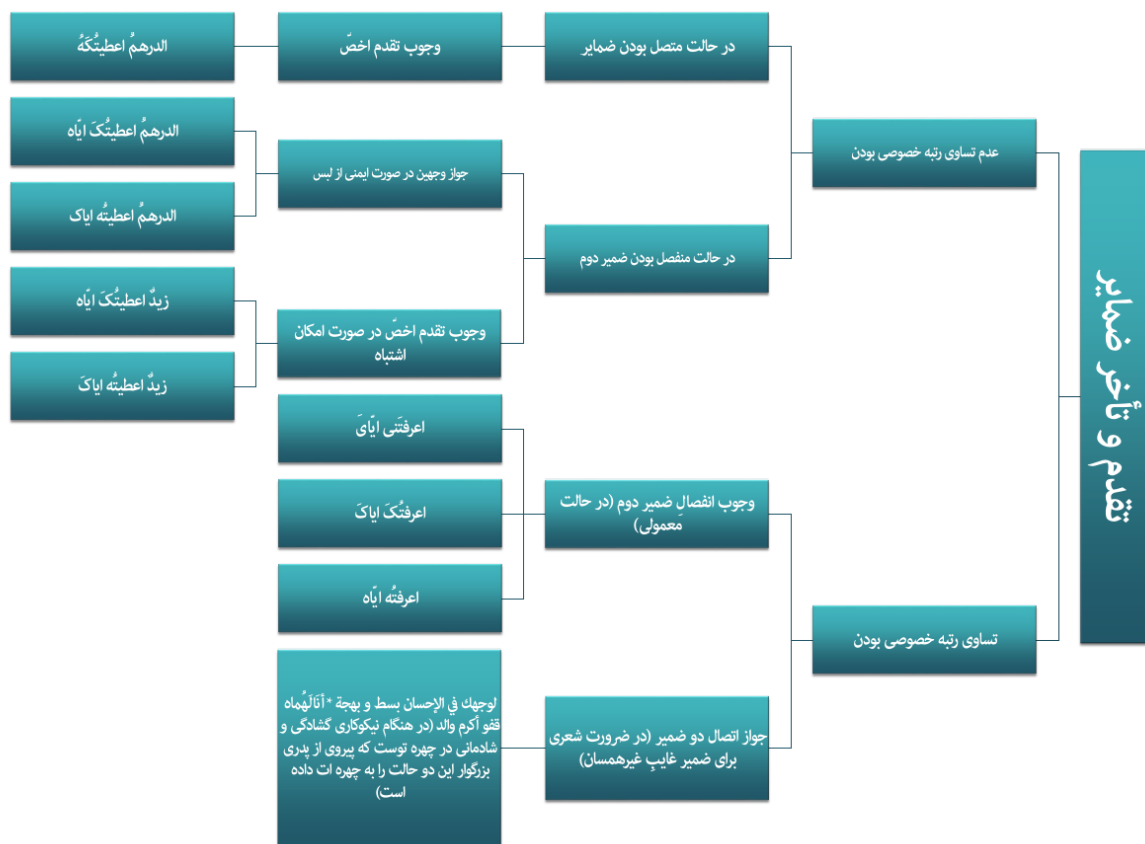 تقدم و تأخر ضمایر
عدم تساوی رتبه خصوصی بودن
در حالت متصل بودن ضمایر
وجوب تقدم اخصّ
الدرهمُ اعطیتُکَهُ
در حالت منفصل بودن ضمیر دوم
جواز وجهین در صورت ایمنی از لبس
الدرهمُ اعطیتُکَ ایّاه
الدرهمُ اعطیتُه ایاک
وجوب تقدم اخصّ در صورت امکان
اشتباه
زیدٌ اعطیتُکَ ایّاه
زیدٌ اعطیتُه ایاکَ
تساوی رتبه خصوصی بودن
وجوب انفصالِ ضمیر دوم (در حالت
معمولی)
اعرفتَنی ایّایَ
اعرفتُکَ ایاکَ
اعرفتُه ایّاه
جواز اتصال دو ضمیر (در ضرورت شعری
برای ضمیر غایبِ غیرهمسان)
لوجهك في الإحسان بسط و بهجة * أنَالَهُماه
قفو أكرم والد (در هنگام نیکوکاری گشادگی و
شادمانی در چهره توست که پیروی از پدری
بزرگوار این دو حالت را به چهره ات داده
است)